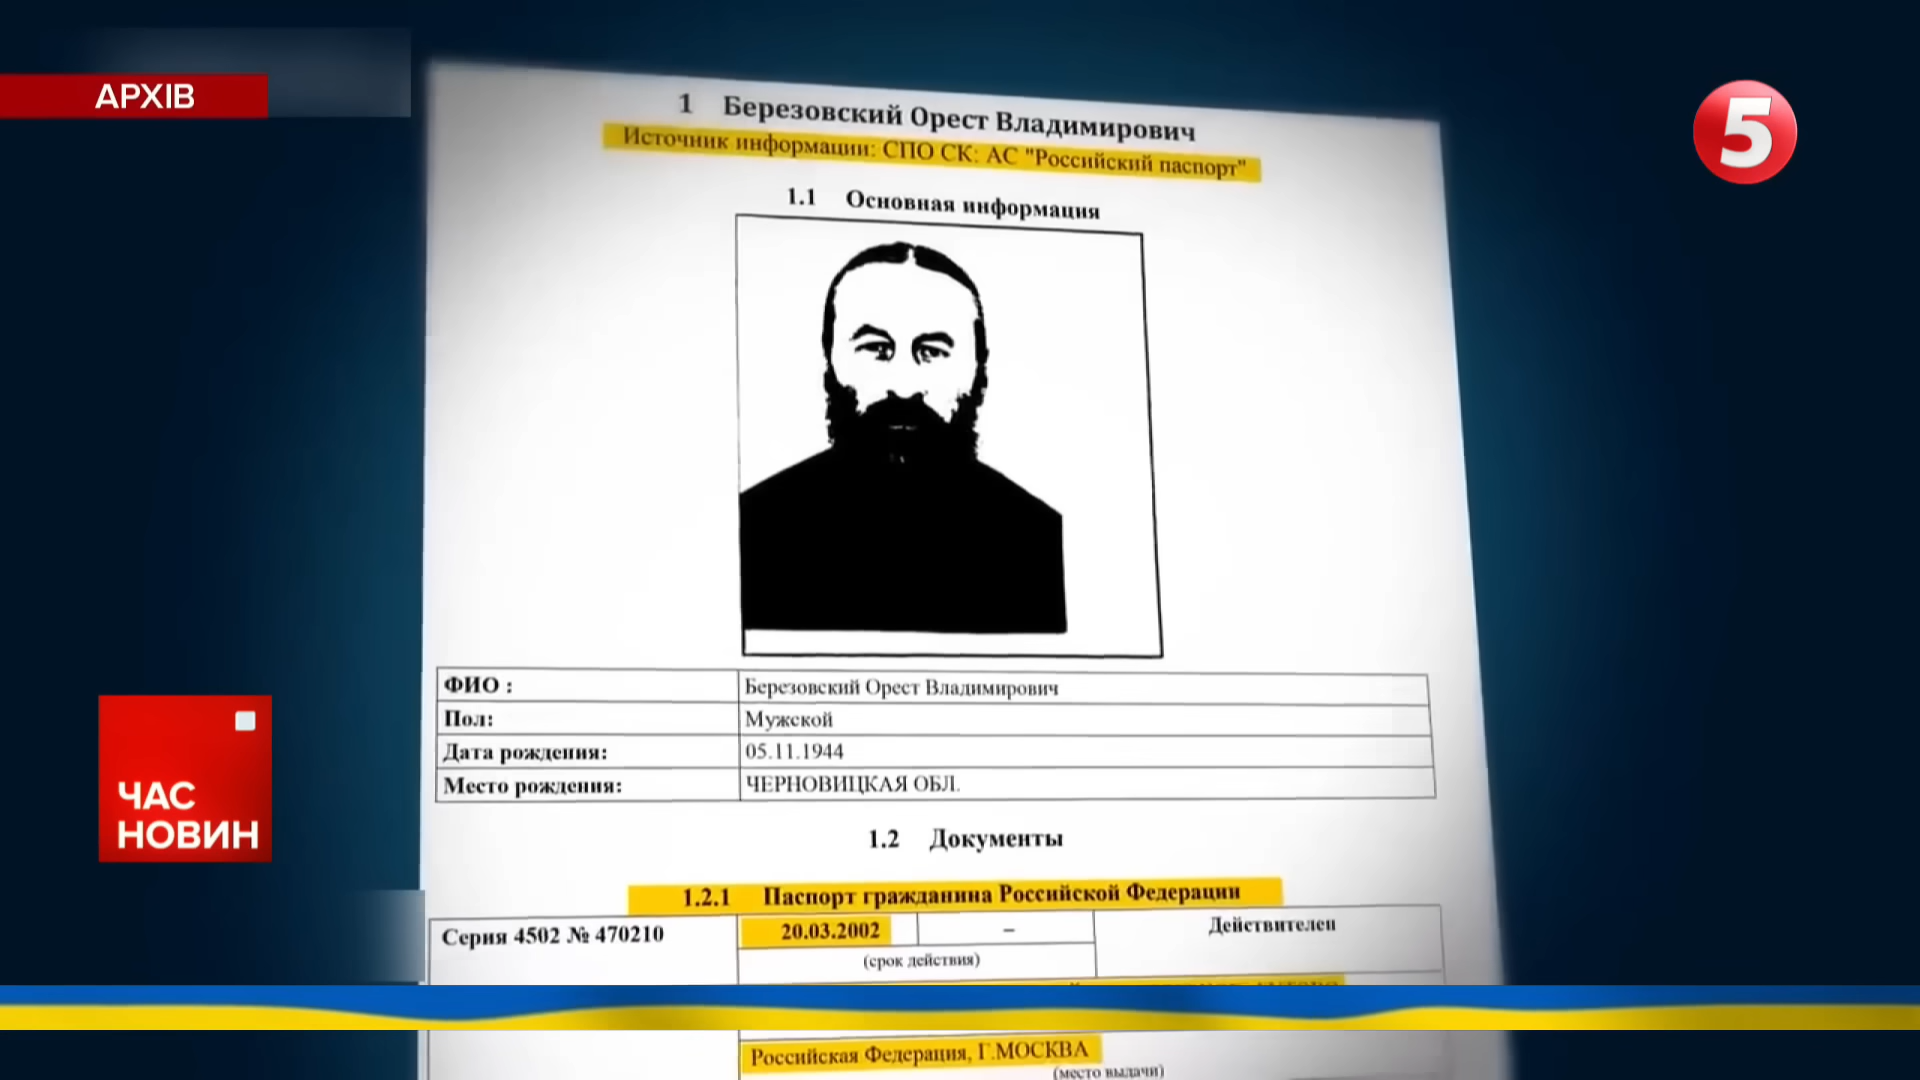 АРХІВ
5
1 Березовский Орест Владимирович
Источник информации: СПО СК: АС "Российский паспорт"
1.1 Основная информация
ФИО : Березовский Орест Владимирович
Пол: Мужской
Дата рождения: 05.11.1944
Место рождения: ЧЕРНОВИЦКАЯ ОБЛ.
ЧАС
НОВИН
1.2 Документы
1.2.1 Паспорт гражданина Российской Федерации
Серия 4502 № 470210 20.03.2002 – Действителен
(срок действия)
Российская Федерация, Г.МОСКВА
(место выдачи)